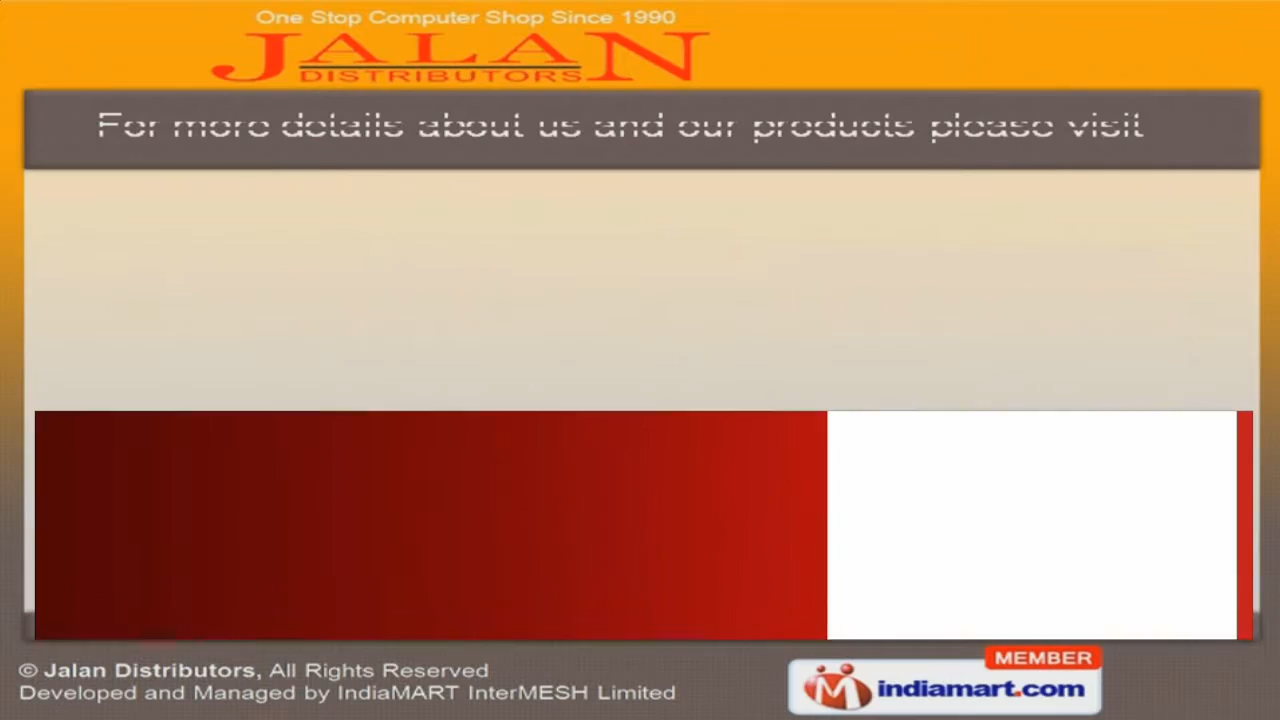 One Stop Computer Shop Since 1990
JALAN
DISTRIBUTORS
For more details about us and our products please visit
© Jalan Distributors, All Rights Reserved
Developed and Managed by IndiaMART InterMESH Limited
MEMBER
indiamart.com